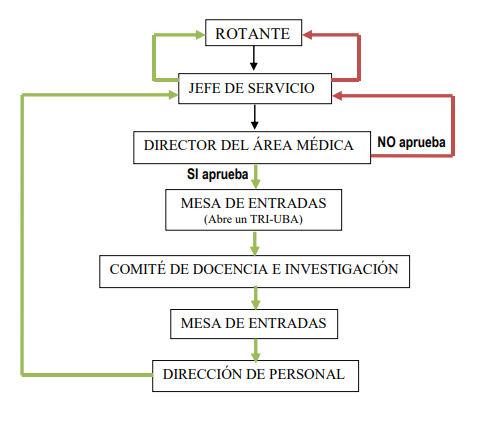 ROTANTE
JEFE DE SERVICIO
DIRECTOR DEL ÁREA MÉDICA
NO aprueba
SI aprueba
MESA DE ENTRADAS
(Abre un TRI-UBA)
COMITÉ DE DOCENCIA E INVESTIGACIÓN
MESA DE ENTRADAS
DIRECCIÓN DE PERSONAL